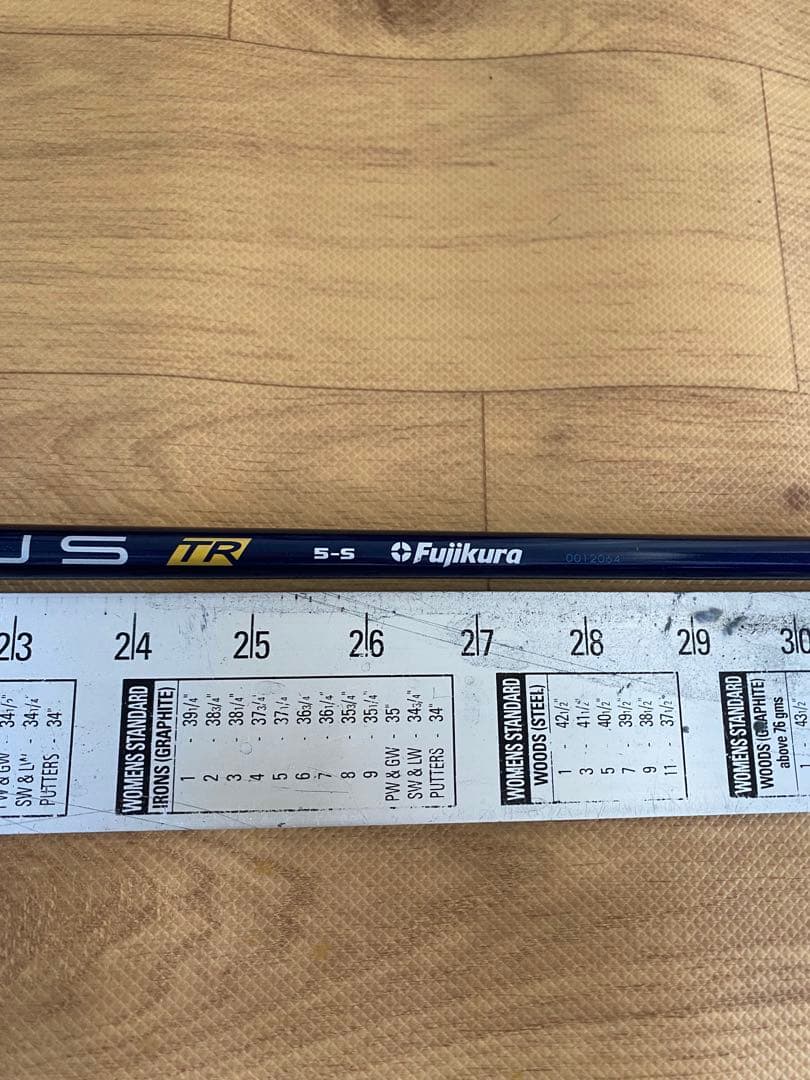 US TR 5-S Fujikura 0012064
23 24 25 26 27 28 29 30
34 1/2"
SW & LW - 34 1/4
PUTTERS - 34"
WOMENS STANDARD
IRONS (GRAPHITE)
1 - 39 1/4"
2 38 3/4"
3 - 38 1/4"
4 - 37 3/4
5 - 37 1/4
6 - 36 3/4"
7 - 36 1/4"
8 - 35 3/4"
9 - 35 1/4
PW & GW - 35"
SW & LW - 34 3/4"
PUTTERS - 34"
WOMENS STANDARD
WOODS (STEEL)
1 - 42 1/2"
3 - 41 1/2"
5 - 40 1/2"
7 - 39 1/2"
9 - 38 1/2"
11 - 37 1/2"
WOMENS STANDARD
WOODS (GRAPHITE)
above 76 gms
1 - 43 1/2"